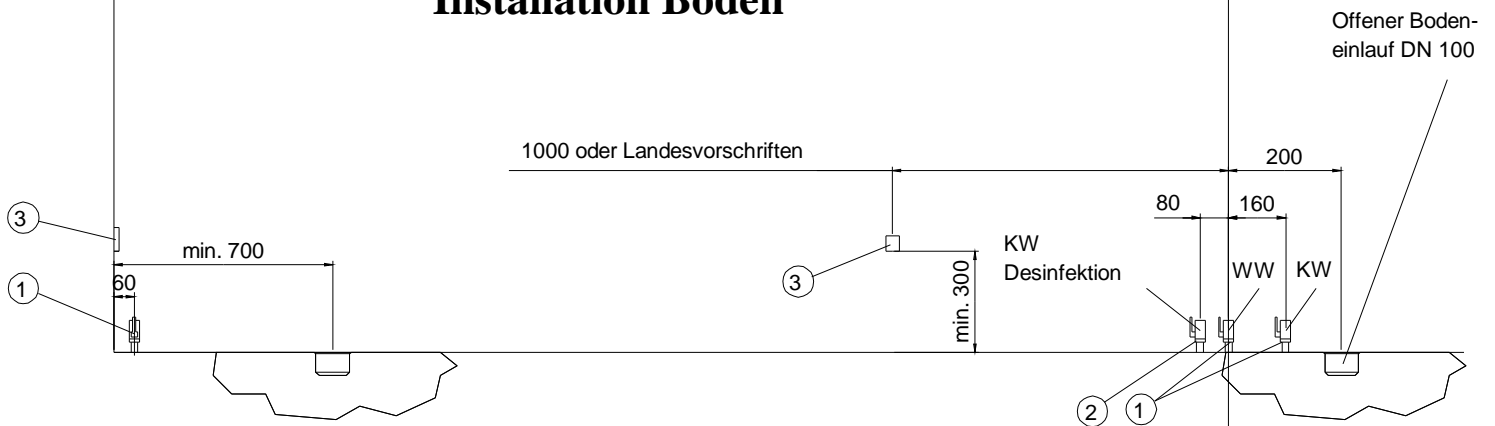 Installation Boden
Offener Boden-
einlauf DN 100
1000 oder Landesvorschriften
200
80
160
3
min. 700
3
min. 300
KW
Desinfektion
WW
KW
1
60
2
1